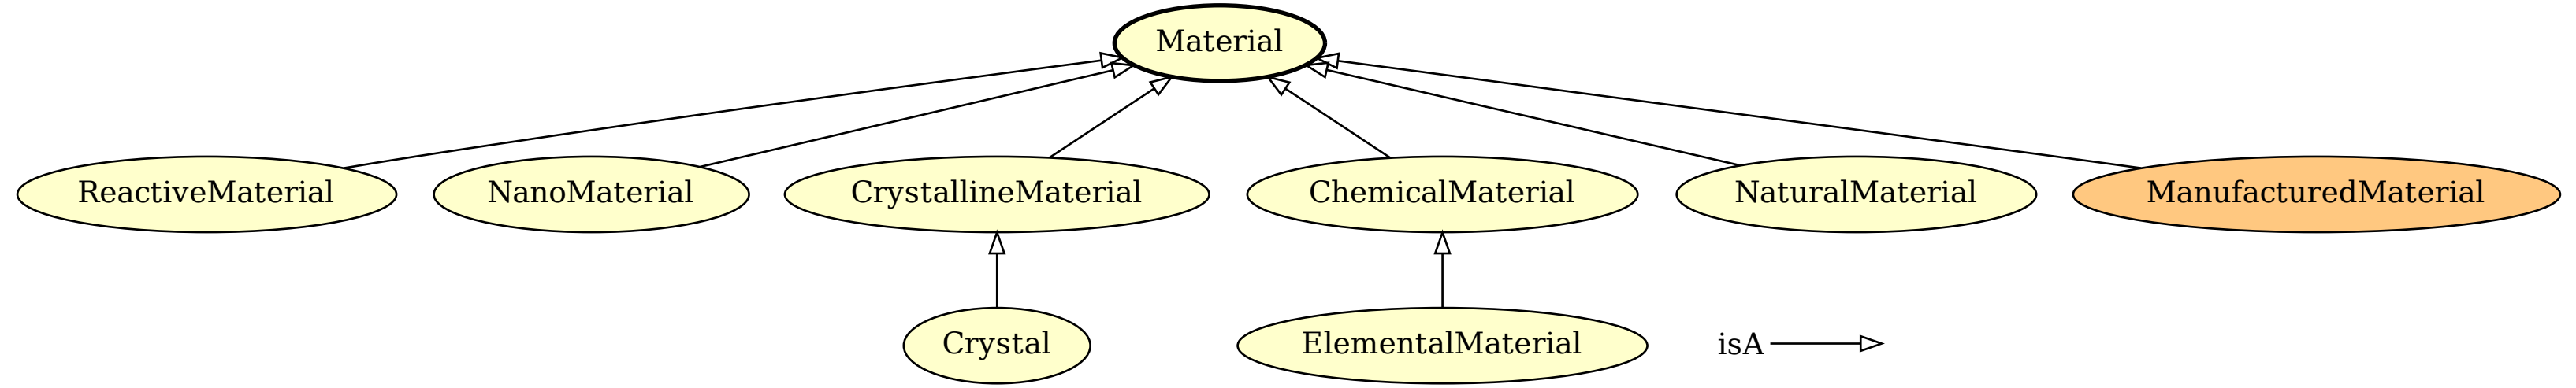 Material
ReactiveMaterial
NanoMaterial
CrystallineMaterial
ChemicalMaterial
NaturalMaterial
ManufacturedMaterial
Crystal
ElementalMaterial
isA